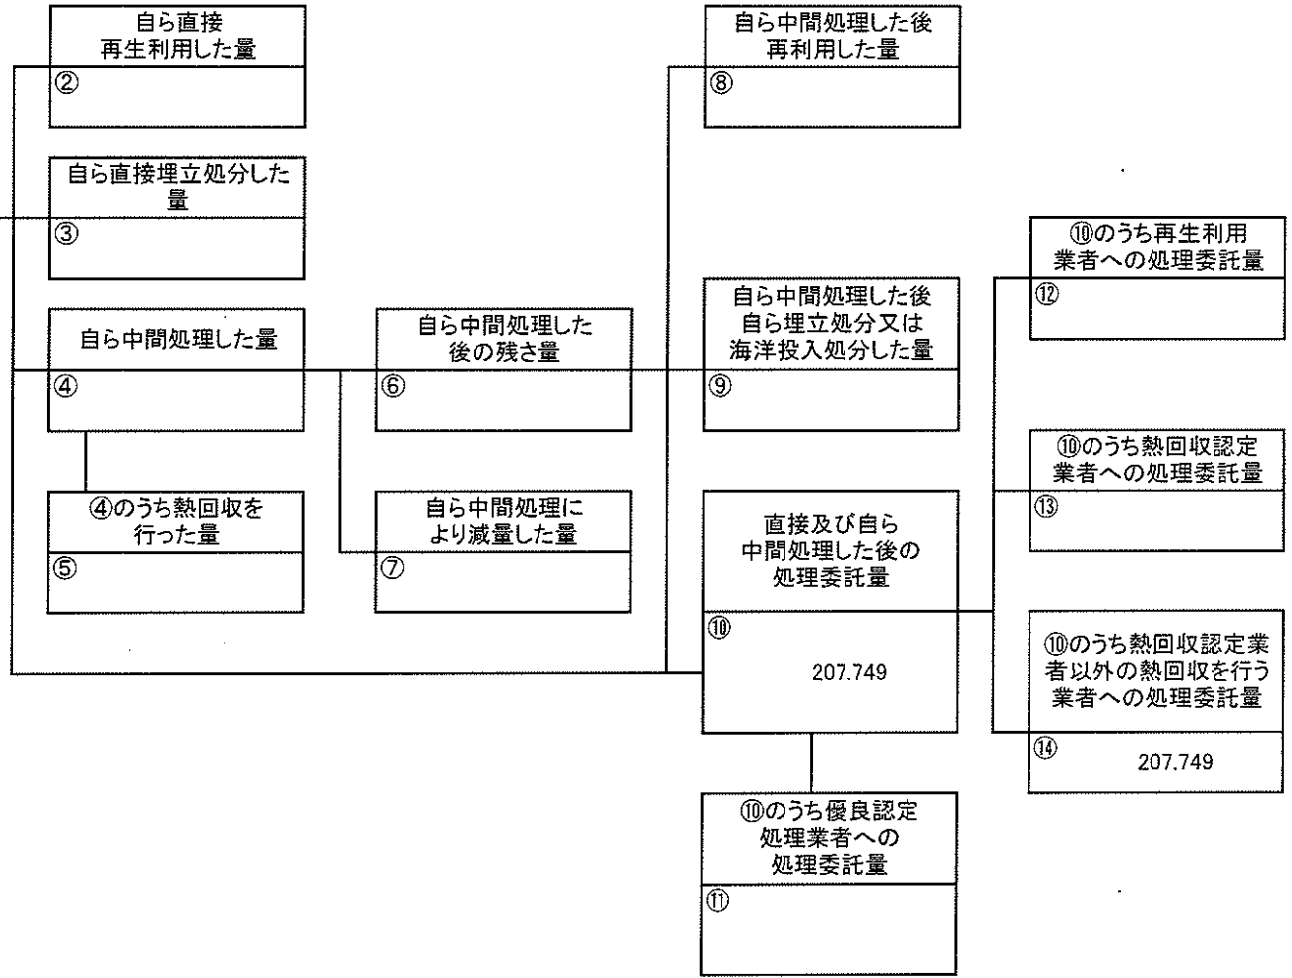 自ら直接
再生利用した量
②
自ら直接埋立処分した
量
③
自ら中間処理した量
④
④のうち熱回収を
行った量
⑤
自ら中間処理した
後の残さ量
⑥
自ら中間処理に
より減量した量
⑦
自ら中間処理した後
再利用した量
⑧
自ら中間処理した後
自ら埋立処分又は
海洋投入処分した量
⑨
直接及び自ら
中間処理した後の
処理委託量
⑩
207.749
⑩のうち優良認定
処理業者への
処理委託量
⑪
⑩のうち再生利用
業者への処理委託量
⑫
⑩のうち熱回収認定
業者への処理委託量
⑬
⑩のうち熱回収認定業
者以外の熱回収を行う
業者への処理委託量
⑭
207.749